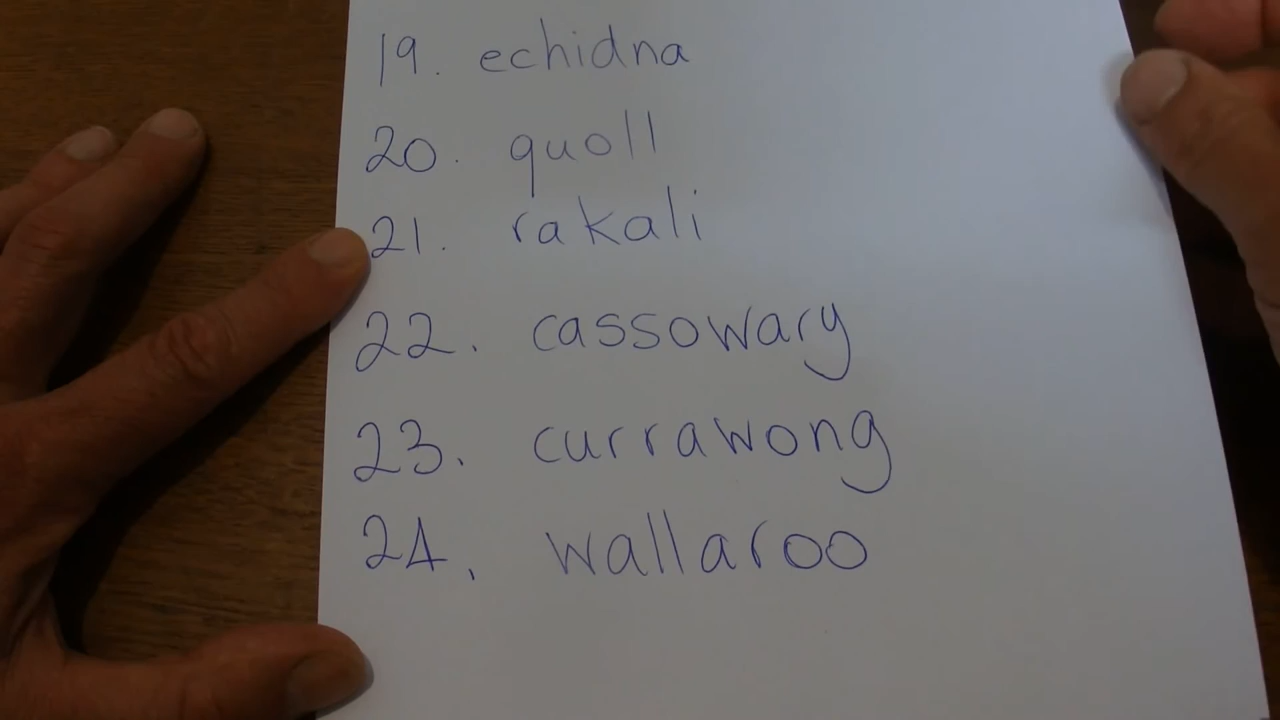 19. echidna
20. quoll
21. rakali
22. cassowary
23. currawong
24. wallaroo